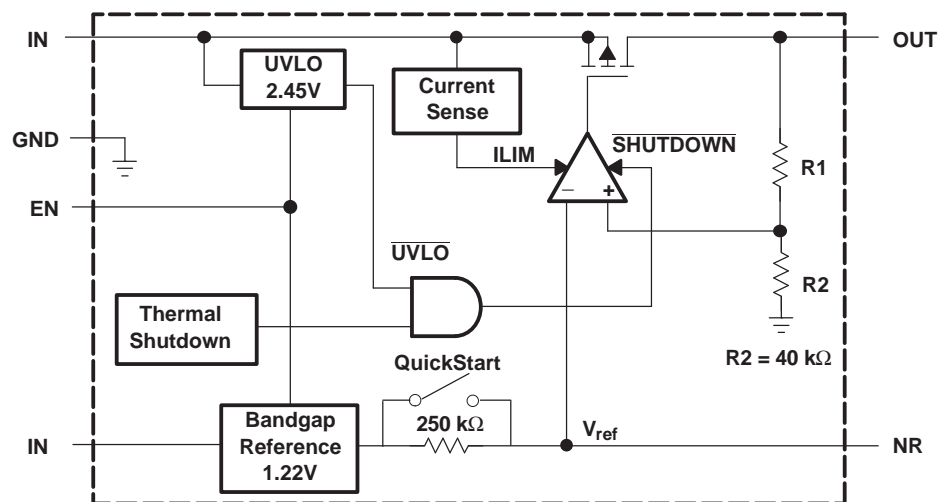 IN
OUT
UVLO
2.45V
Current
Sense
GND
SHUTDOWN
ILIM
R1
− +
EN
UVLO
R2
Thermal
Shutdown
R2 = 40 kΩ
QuickStart
250 kΩ
Bandgap
Reference
1.22V
Vref
IN
NR